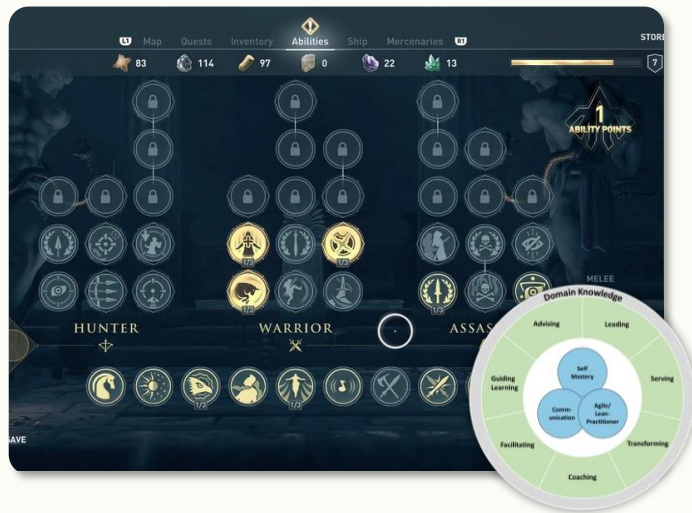 L1 Map Quests Inventory Abilities Ship Mercenaries R1 STORE
83 114 97 0 22 13 7
1
ABILITY POINTS
1/3 1/3
1/3 1/3
MELEE
HUNTER WARRIOR ASSAS
1/3 1/3
SAVE
Domain Knowledge
Advising Leading
Guiding
Learning
Serving
Self
Mastery
Comm-
unication
Agile/
Lean-
Practitioner
Facilitating Transforming
Coaching